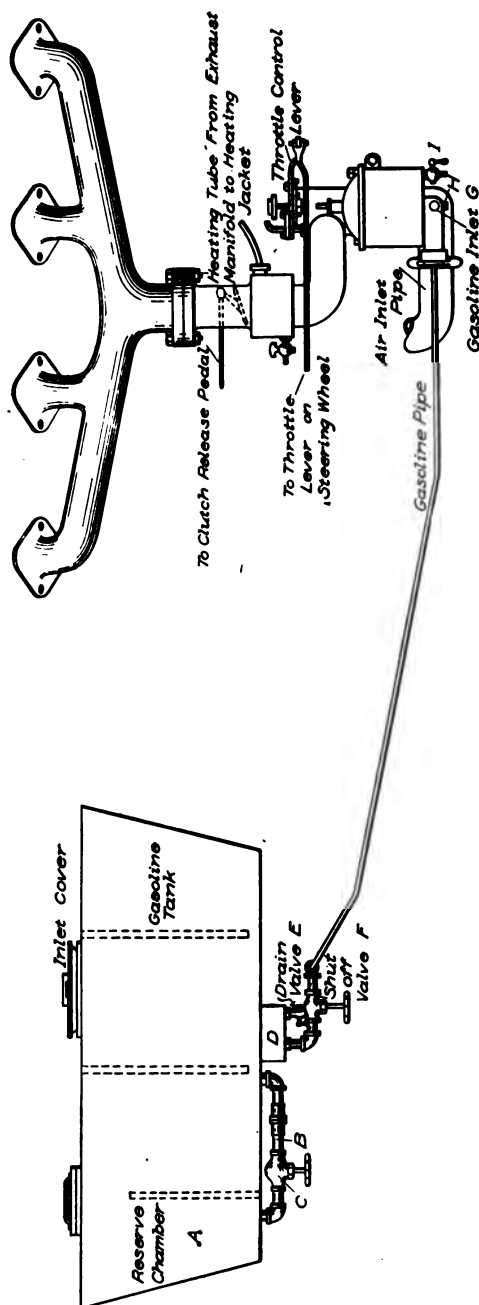 Heating Tube From Exhaust
Manifold to Heating
Jacket
To Clutch Release Pedal
Throttle Control
Lever
To Throttle
Lever on
Steering Wheel
Air Inlet
Pipe
I
H
Gasoline Inlet G
Gasoline Pipe
Inlet Cover
Gasoline
Tank
Drain
Valve E
Shut
off
Valve F
D
B
C
Reserve
Chamber
A